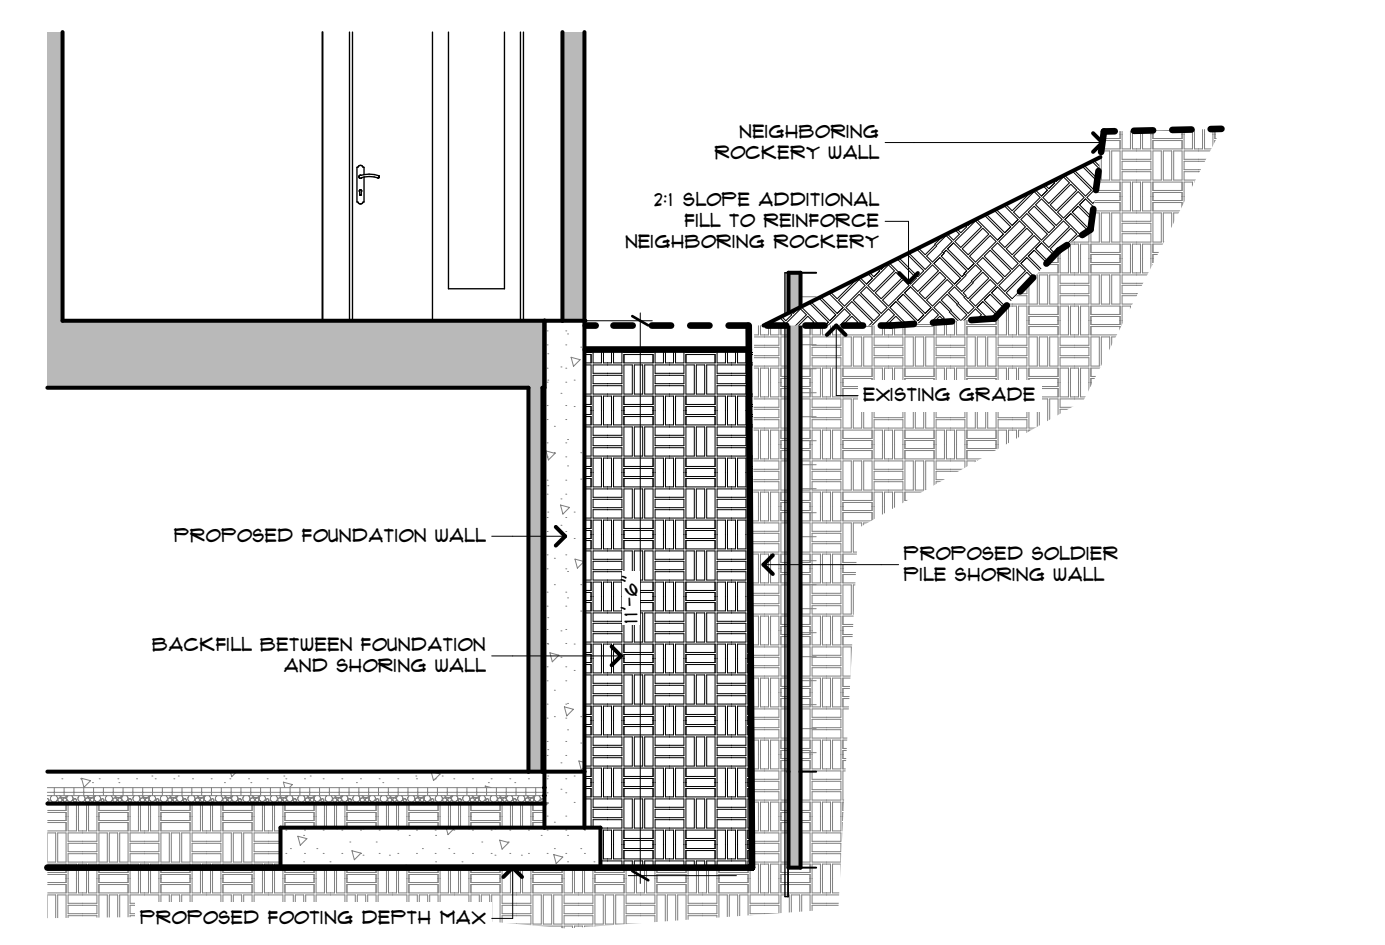 NEIGHBORING
ROCKERY WALL
2:1 SLOPE ADDITIONAL
FILL TO REINFORCE
NEIGHBORING ROCKERY
EXISTING GRADE
PROPOSED FOUNDATION WALL
PROPOSED SOLDIER
PILE SHORING WALL
11'-6"
BACKFILL BETWEEN FOUNDATION
AND SHORING WALL
PROPOSED FOOTING DEPTH MAX